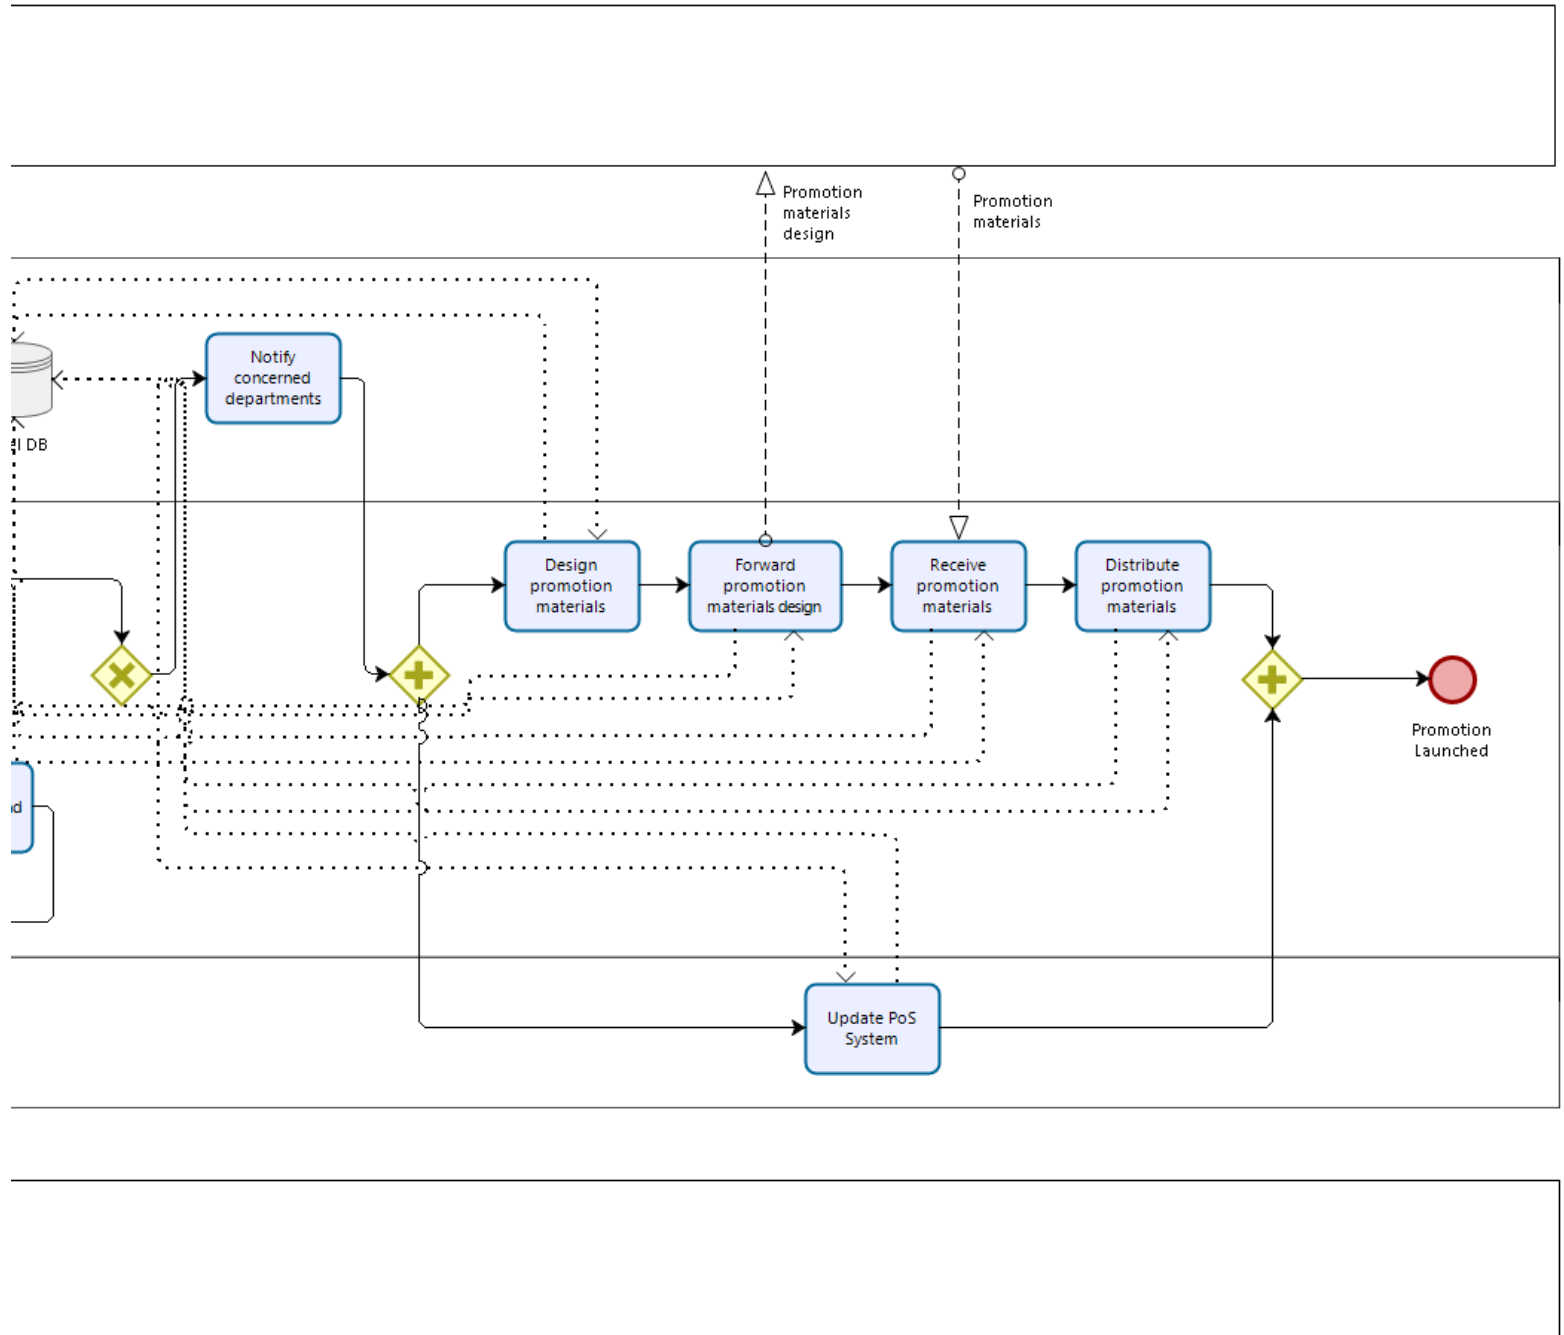 Promotion
materials
design
Promotion
materials
Notify
concerned
departments
DB
Design
promotion
materials
Forward
promotion
materials design
Receive
promotion
materials
Distribute
promotion
materials
Promotion
Launched
Update PoS
System